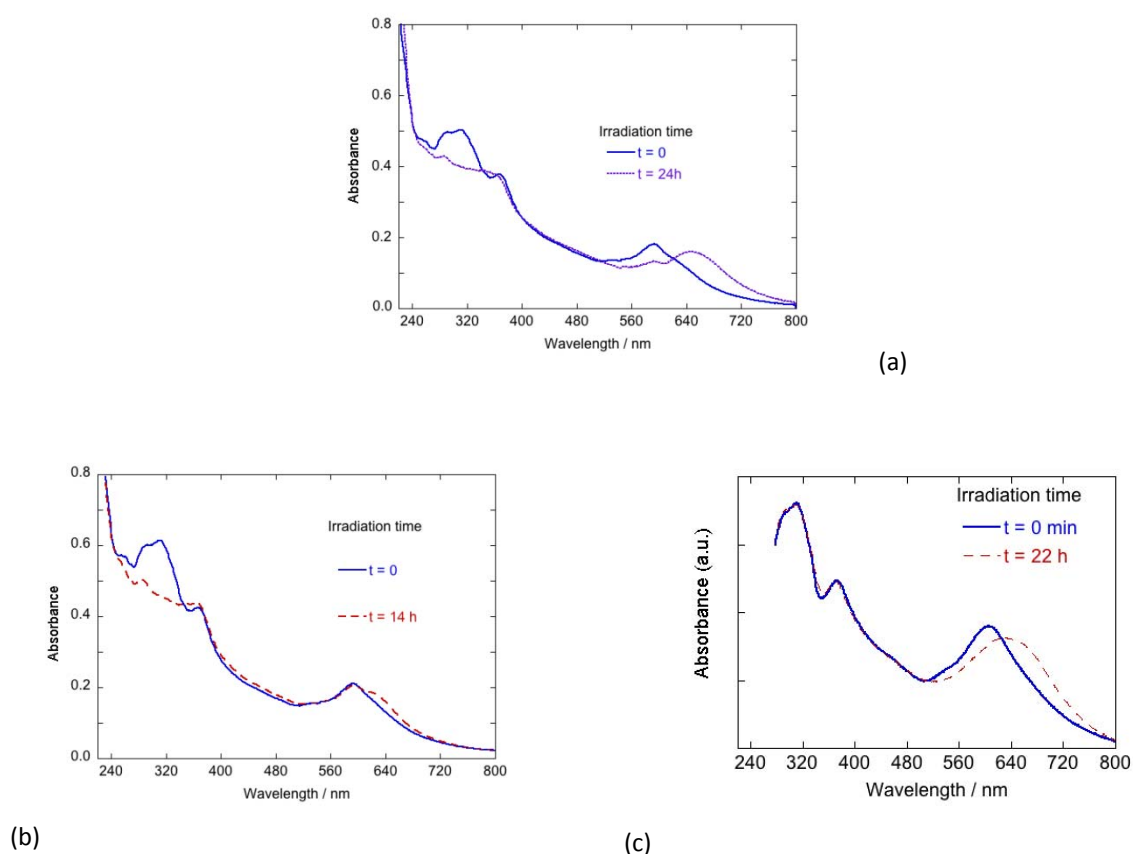 0.8
0.6
0.4
0.2
0.0
Absorbance
Irradiation time
t = 0
t = 24h
240 320 400 480 560 640 720 800
Wavelength / nm
(a)
0.8
0.6
0.4
0.2
0.0
Absorbance
Irradiation time
t = 0
t = 14 h
240 320 400 480 560 640 720 800
Wavelength / nm
(b)
Absorbance (a.u.)
Irradiation time
t = 0 min
t = 22 h
240 320 400 480 560 640 720 800
Wavelength / nm
(c)